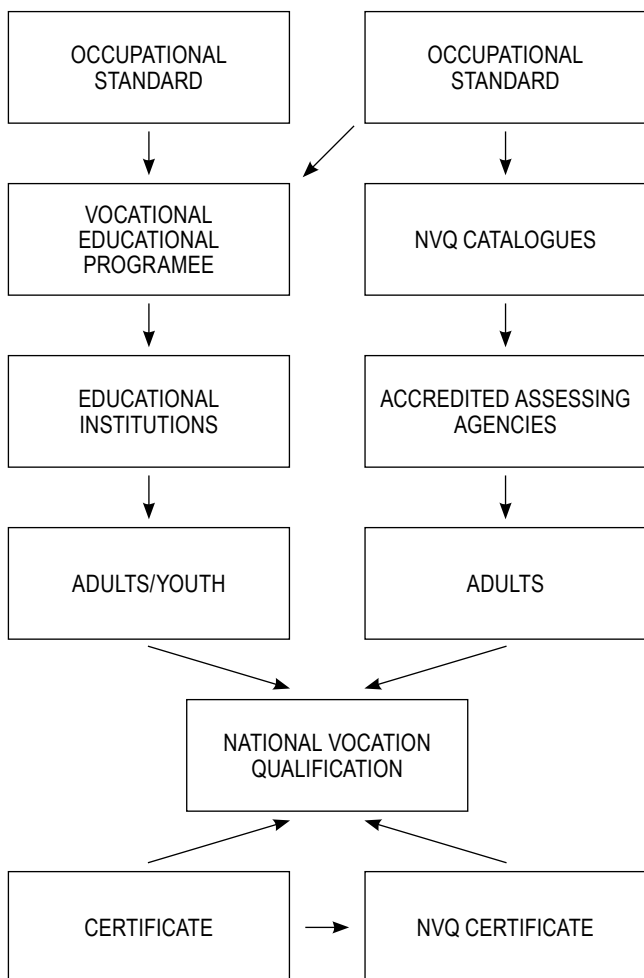 OCCUPATIONAL
STANDARD
OCCUPATIONAL
STANDARD
VOCATIONAL
EDUCATIONAL
PROGRAMEE
NVQ CATALOGUES
EDUCATIONAL
INSTITUTIONS
ACCREDITED ASSESSING
AGENCIES
ADULTS/YOUTH
ADULTS
NATIONAL VOCATION
QUALIFICATION
CERTIFICATE
NVQ CERTIFICATE